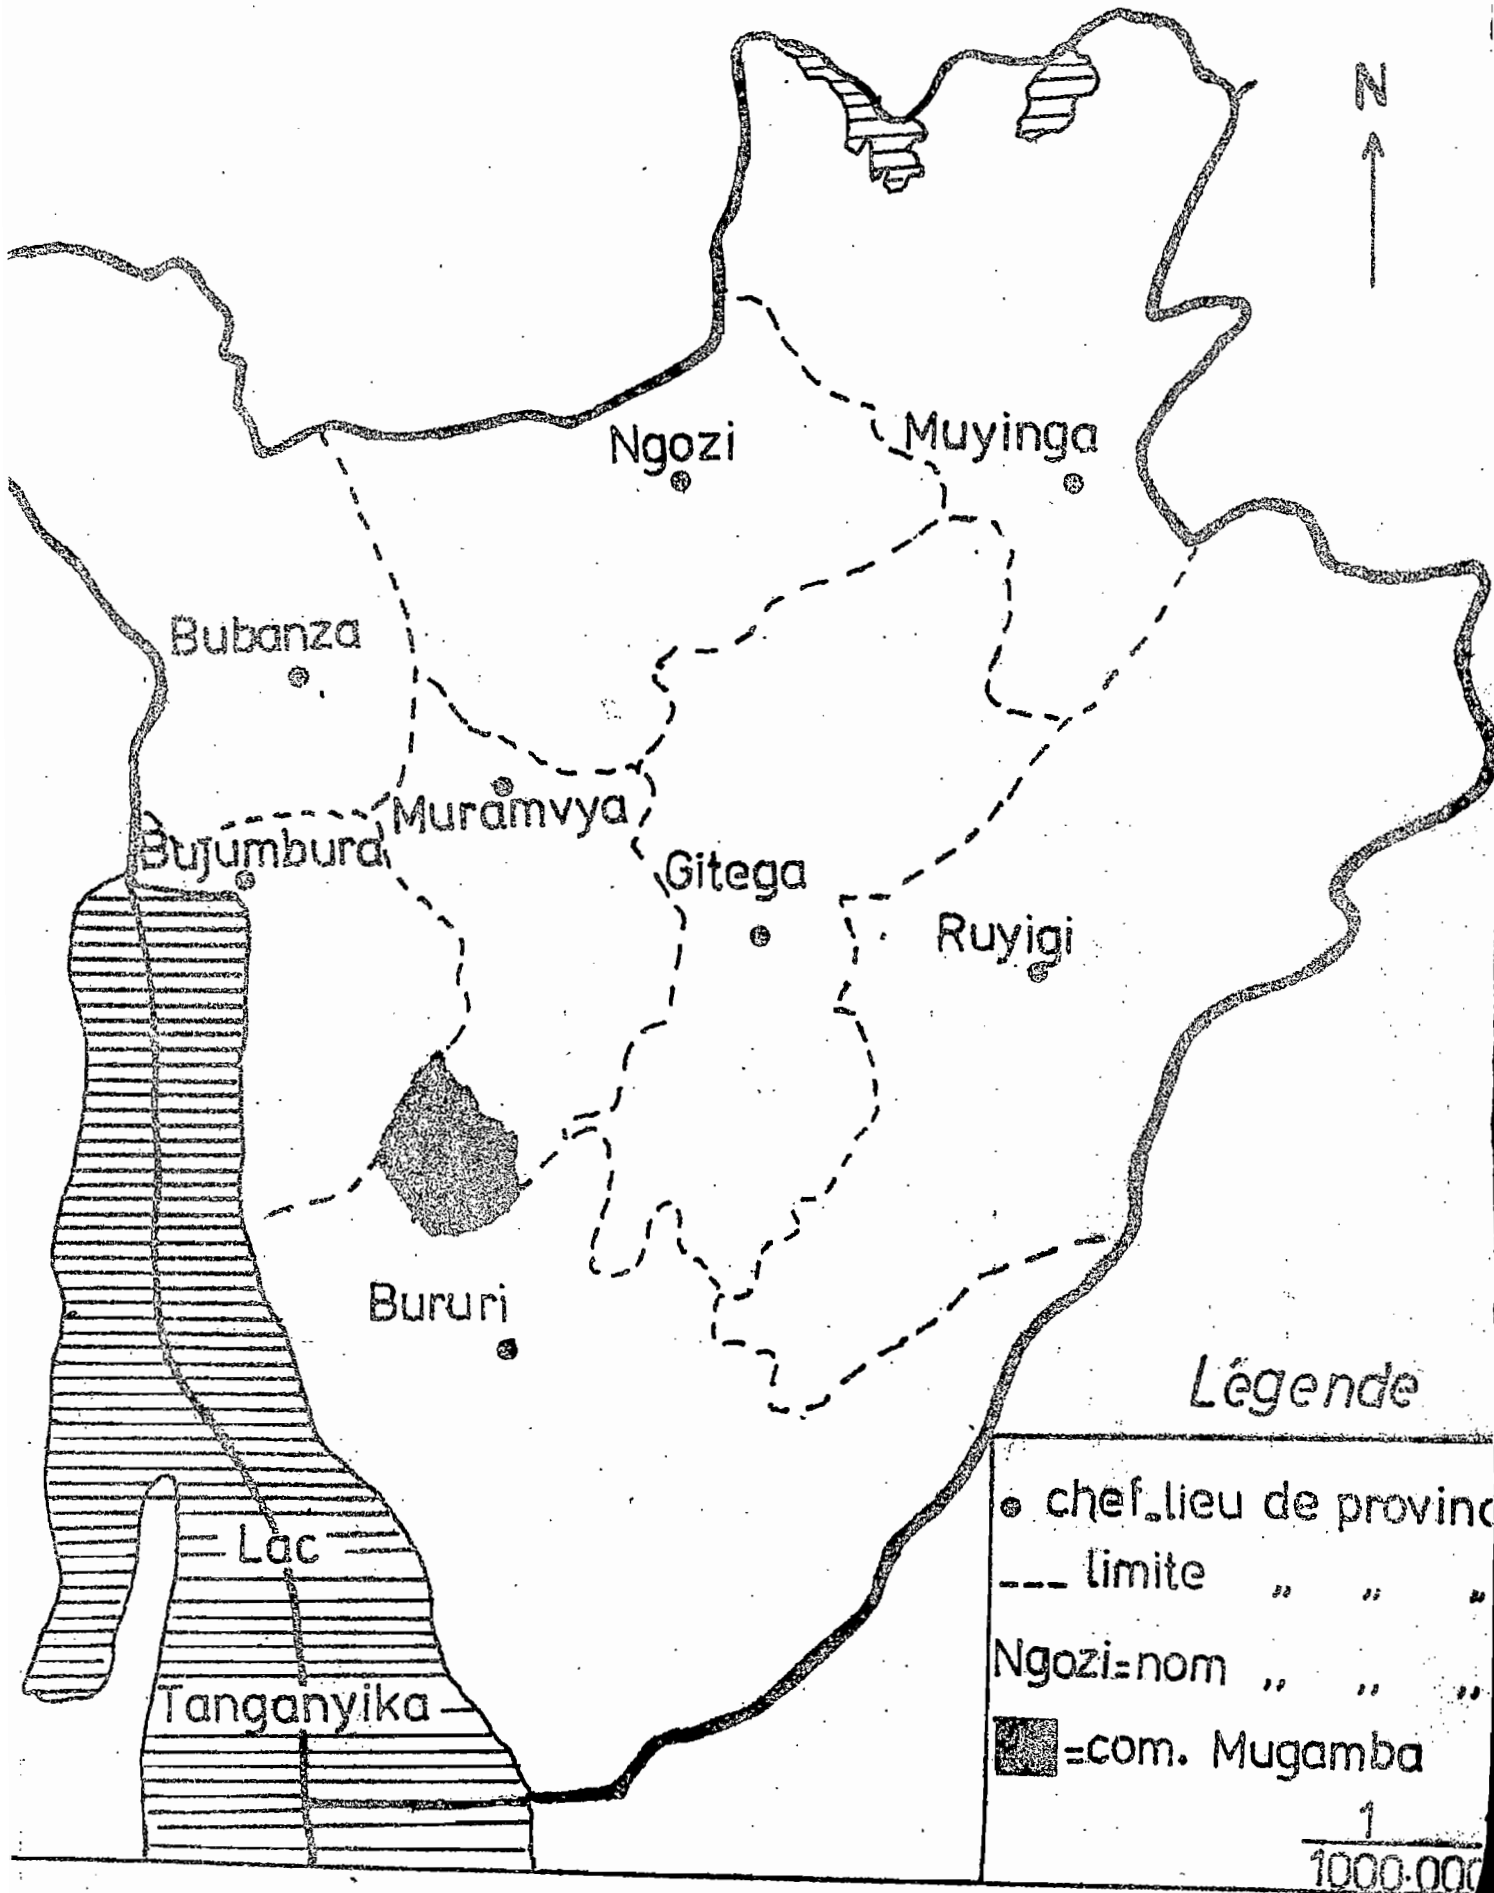 N
Ngozi
Muyinga
Bubanza
Muramvya
Bujumbura
Gitega
Ruyigi
Bururi
Lac
Tanganyika
Légende
chef-lieu de provinc
limite „ „ „
Ngozi=nom „ „ „
=com. Mugamba
1
1000.000